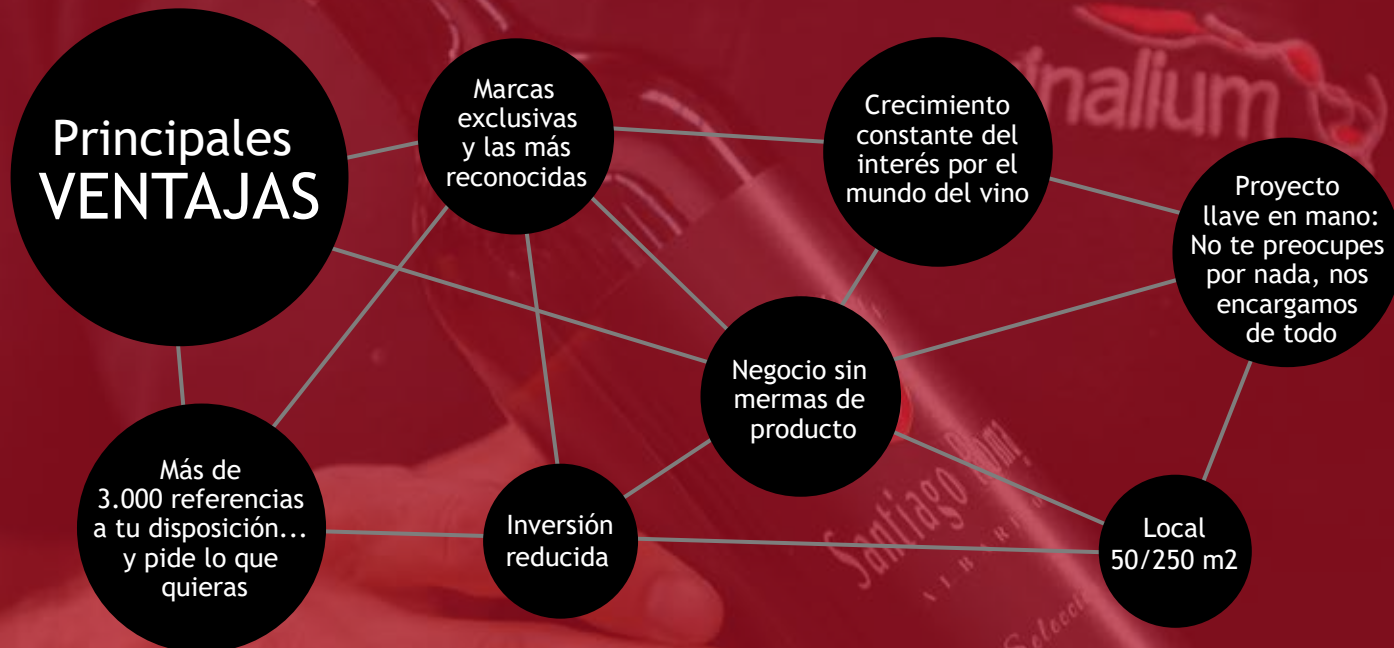 Principales
VENTAJAS
Marcas
exclusivas
y las más
reconocidas
Crecimiento
constante del
interés por el
mundo del vino
Proyecto
llave en mano:
No te preocupes
por nada, nos
encargamos
de todo
Negocio sin
mermas de
producto
Más de
3.000 referencias
a tu disposición...
y pide lo que
quieras
Inversión
reducida
Local
50/250 m2
nalium
Santiago